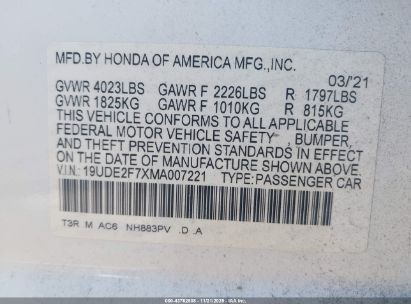 MFD.BY HONDA OF AMERICA MFG.,INC.
03/21
GVWR 4023LBS GAWR F 2226LBS R 1797LBS
GVWR 1825KG GAWR F 1010KG R 815KG
THIS VEHICLE CONFORMS TO ALL APPLICABLE
FEDERAL MOTOR VEHICLE SAFETY , BUMPER,
AND THEFT PREVENTION STANDARDS IN EFFECT
ON THE DATE OF MANUFACTURE SHOWN ABOVE.
V.I.N.: 19UDE2F7XMA007221 TYPE:PASSENGER CAR
T3R M AC6 NH883PV .D .A